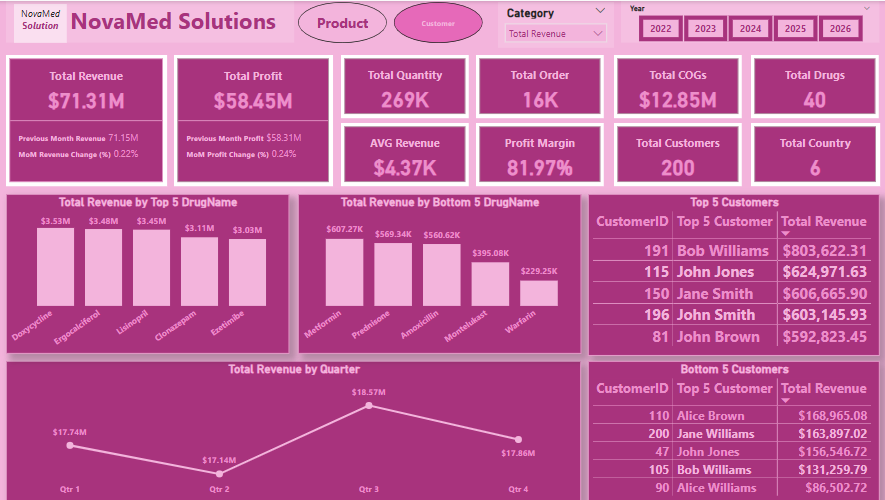 NovaMed
Solution
NovaMed Solutions
Product
Customer
Category
Total Revenue
Year
2022
2023
2024
2025
2026
Total Revenue
$71.31M
Previous Month Revenue 71.15M
MoM Revenue Change (%) 0.22%
Total Profit
$58.45M
Previous Month Profit $58.31M
MoM Profit Change (%) 0.24%
Total Quantity
269K
Total Order
16K
Total COGs
$12.85M
Total Drugs
40
AVG Revenue
$4.37K
Profit Margin
81.97%
Total Customers
200
Total Country
6
Total Revenue by Top 5 DrugName
$3.53M
$3.48M
$3.45M
$3.11M
$3.03M
Doxycycline
Ergocalciferol
Lisinopril
Clonazepam
Ezetimibe
Total Revenue by Bottom 5 DrugName
$607.27K
$569.34K
$560.62K
$395.08K
$229.25K
Metformin
Prednisone
Amoxicillin
Montelukast
Warfarin
Top 5 Customers
CustomerID Top 5 Customer Total Revenue
191 Bob Williams $803,622.31
115 John Jones $624,971.63
150 Jane Smith $606,665.90
196 John Smith $603,145.93
81 John Brown $592,823.45
Total Revenue by Quarter
$17.74M
$17.14M
$18.57M
$17.86M
Qtr 1
Qtr 2
Qtr 3
Qtr 4
Bottom 5 Customers
CustomerID Top 5 Customer Total Revenue
110 Alice Brown $168,965.08
200 Jane Williams $163,897.02
47 John Jones $156,546.72
105 Bob Williams $131,259.79
90 Alice Williams $86,502.72